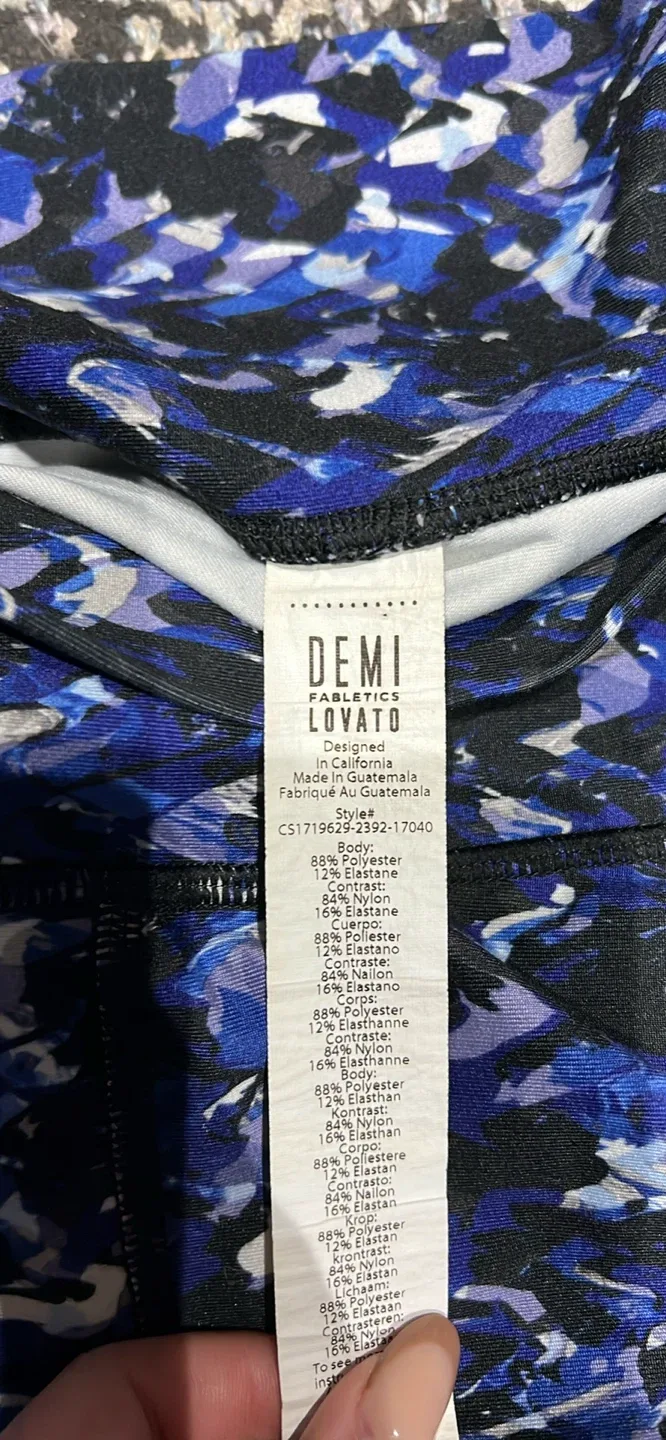 DEMI
FABLETICS
LOVATO
Designed
In California
Made In Guatemala
Fabriqué Au Guatemala
Style#
CS1719629-2392-17040
Body:
88% Polyester
12% Elastane
Contrast:
84% Nylon
16% Elastane
Cuerpo:
88% Poliester
12% Elastano
Contraste:
84% Nailon
16% Elastano
Corps:
88% Polyester
12% Elasthanne
Contraste:
84% Nylon
16% Elasthanne
Body:
88% Polyester
12% Elasthan
Kontrast:
84% Nylon
16% Elasthan
Corpo:
88% Poliestere
12% Elastan
Contrasto:
84% Nailon
16% Elastan
Krop:
88% Polyester
12% Elastan
krontrast:
84% Nylon
16% Elastan
Lichaam:
88% Polyester
12% Elastaan
Contrasteren:
84% Nylon
16%
To see